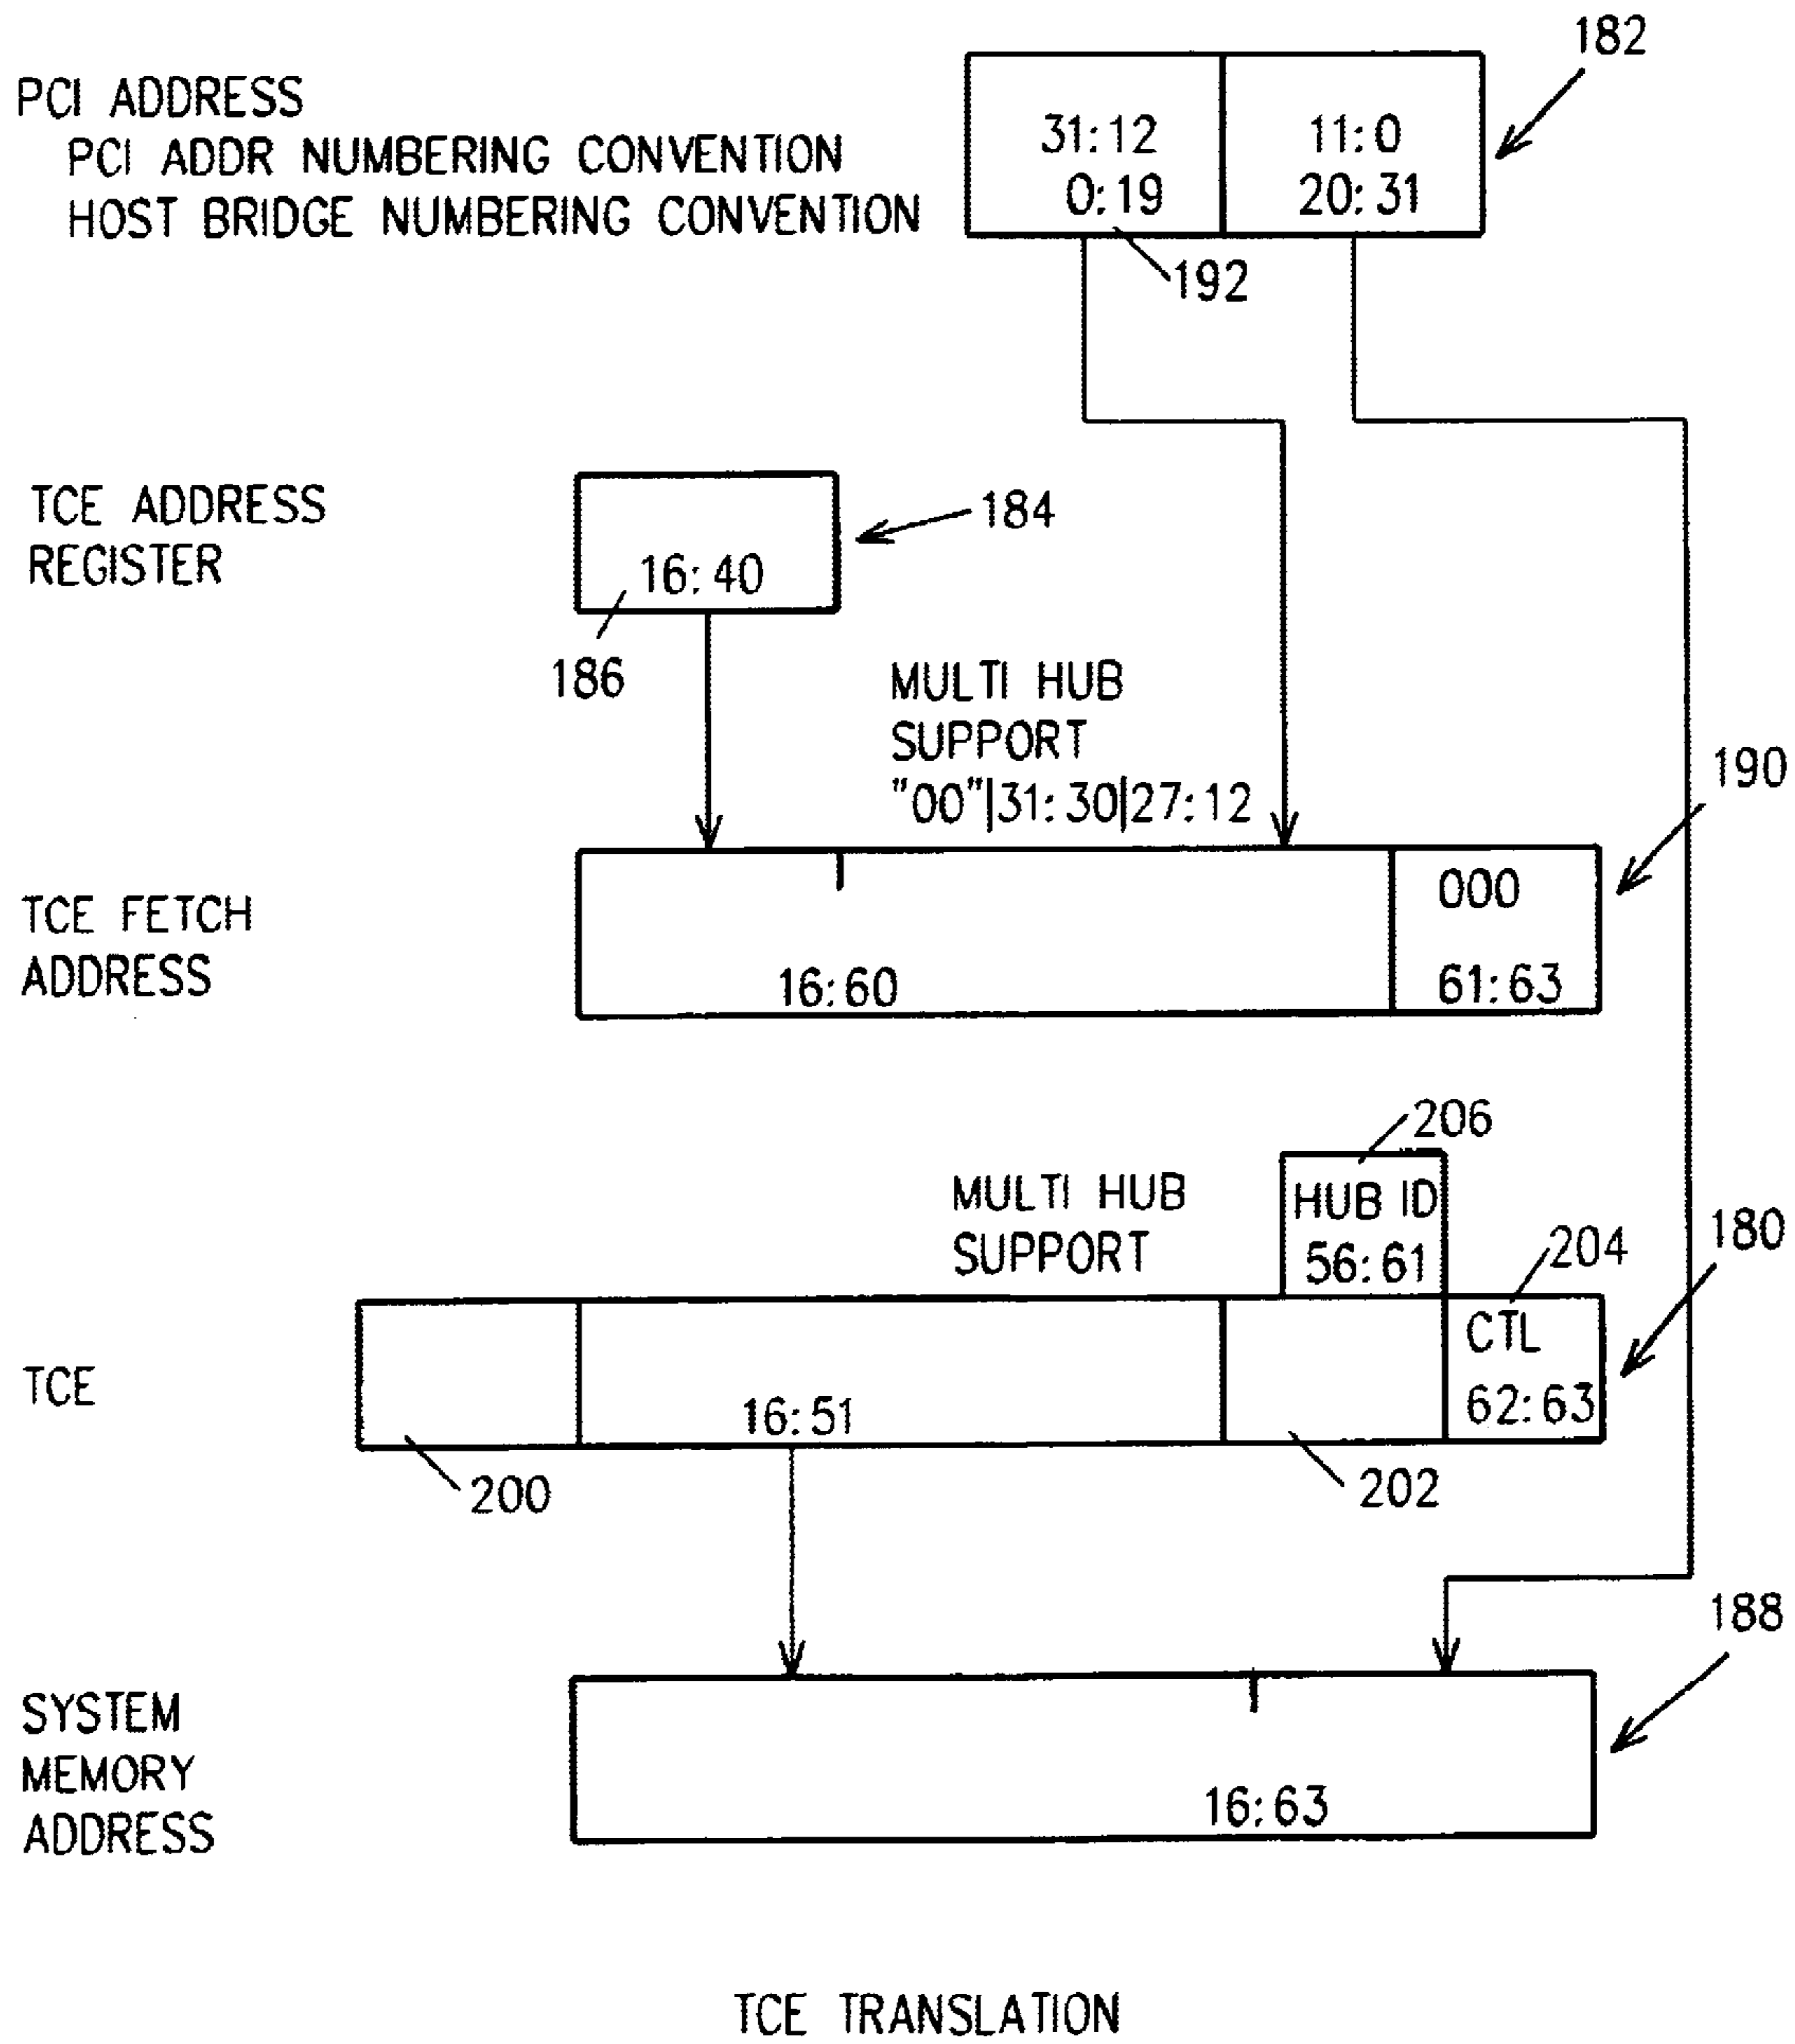 182
PCI ADDRESS
PCI ADDR NUMBERING CONVENTION
HOST BRIDGE NUMBERING CONVENTION
31:12
0:19
11:0
20:31
192
TCE ADDRESS
REGISTER
16:40
184
186
MULTI HUB
SUPPORT
"00"|31:30|27:12
190
TCE FETCH
ADDRESS
16:60
000
61:63
206
MULTI HUB
SUPPORT
HUB ID
56:61
204
180
TCE
16:51
CTL
62:63
200
202
188
SYSTEM
MEMORY
ADDRESS
16:63
TCE TRANSLATION